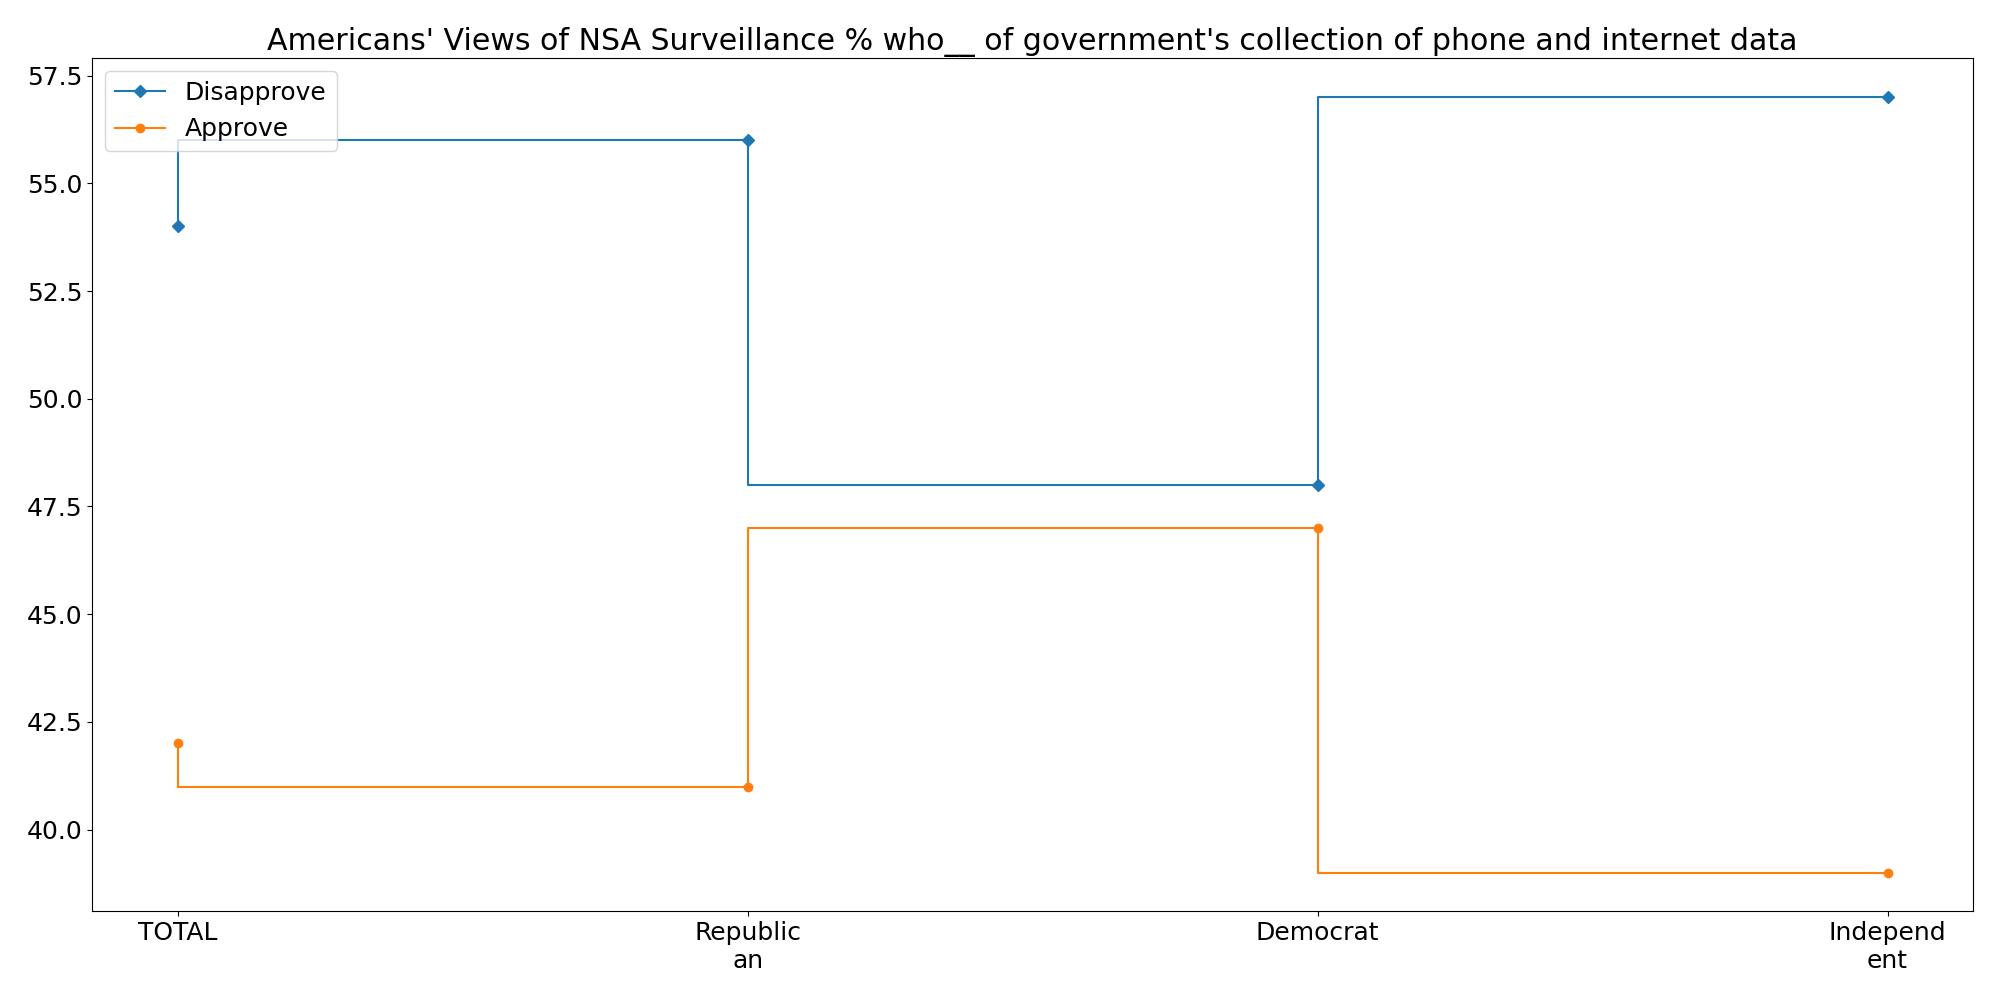 Americans' Views of NSA Surveillance % who__ of government's collection of phone and internet data
Disapprove
Approve
57.5
55.0
52.5
50.0
47.5
45.0
42.5
40.0
TOTAL
Republic
an
Democrat
Independ
ent